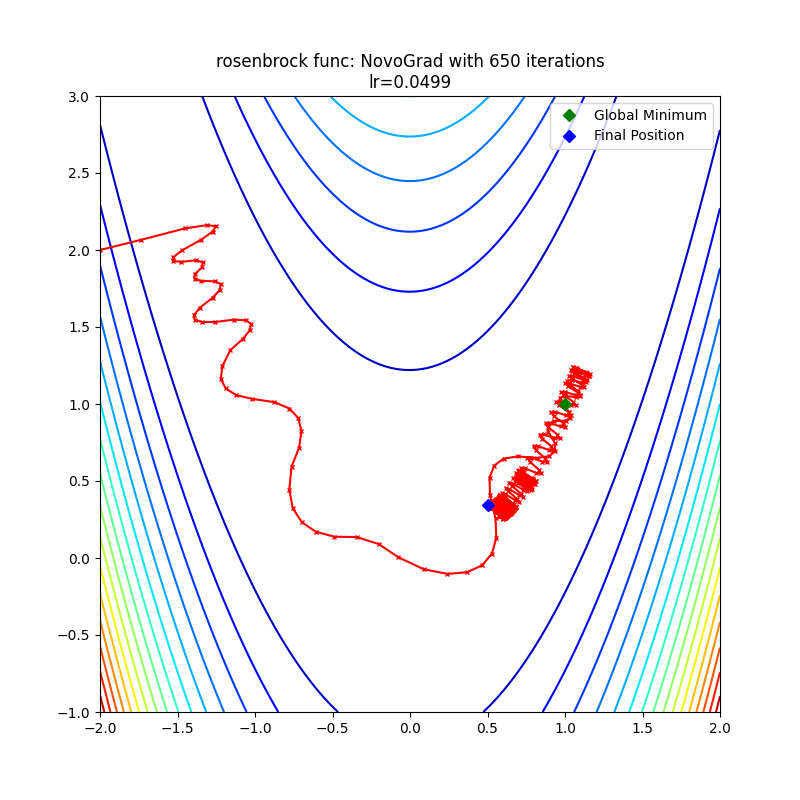 rosenbrock func: NovoGrad with 650 iterations
lr=0.0499
Global Minimum
Final Position
3.0
2.5
2.0
1.5
1.0
0.5
0.0
−0.5
−1.0
−2.0 −1.5 −1.0 −0.5 0.0 0.5 1.0 1.5 2.0